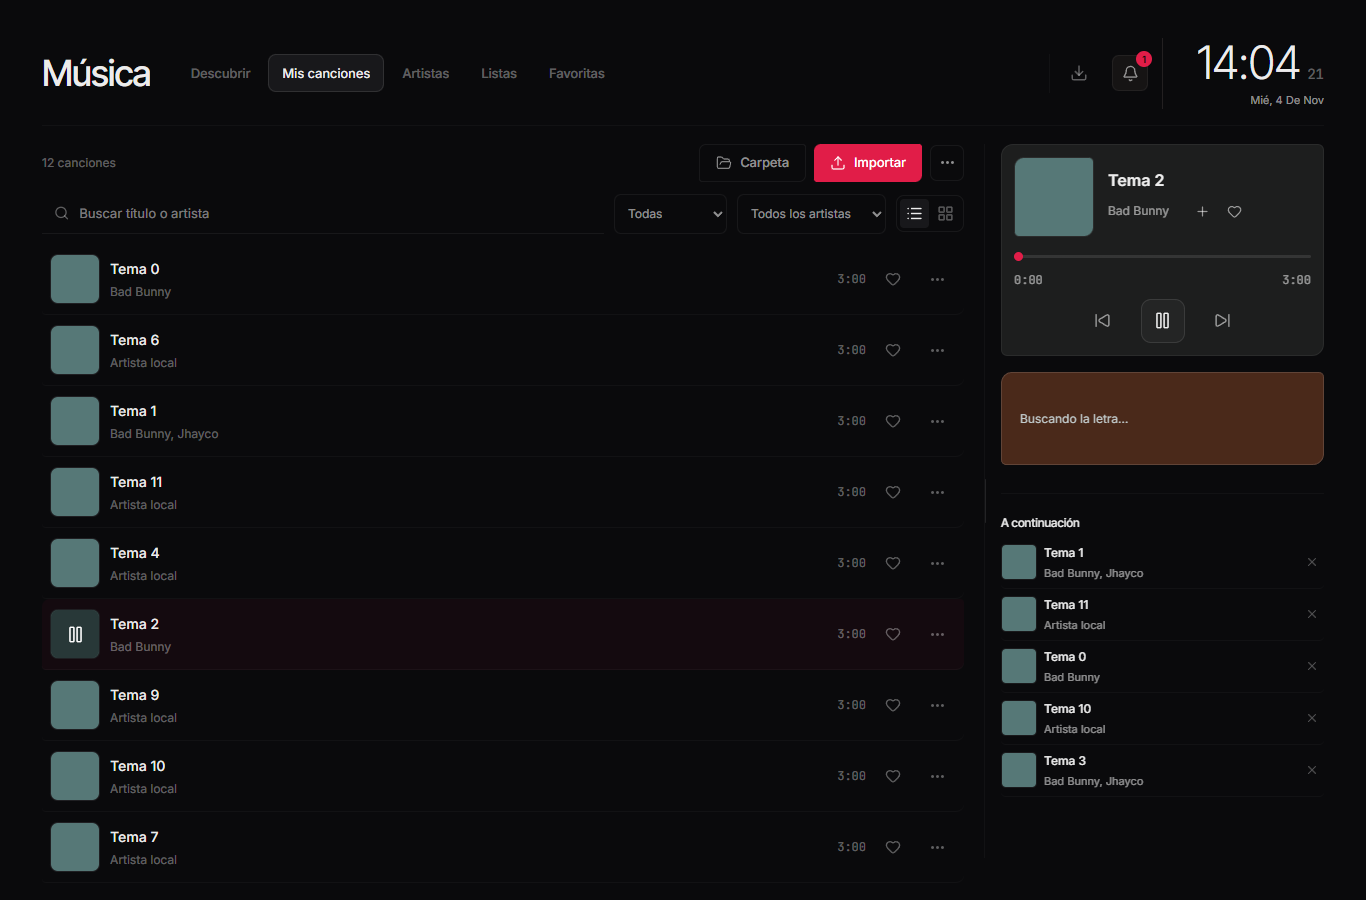 Música
Descubrir
Mis canciones
Artistas
Listas
Favoritas
1
14:04 21
Mié, 4 De Nov
12 canciones
Carpeta
Importar
Buscar título o artista
Todas
Todos los artistas
Tema 0
Bad Bunny
3:00
Tema 6
Artista local
3:00
Tema 1
Bad Bunny, Jhayco
3:00
Tema 11
Artista local
3:00
Tema 4
Artista local
3:00
Tema 2
Bad Bunny
3:00
Tema 9
Artista local
3:00
Tema 10
Artista local
3:00
Tema 7
Artista local
3:00
Tema 2
Bad Bunny
0:00
3:00
Buscando la letra...
A continuación
Tema 1
Bad Bunny, Jhayco
Tema 11
Artista local
Tema 0
Bad Bunny
Tema 10
Artista local
Tema 3
Bad Bunny, Jhayco